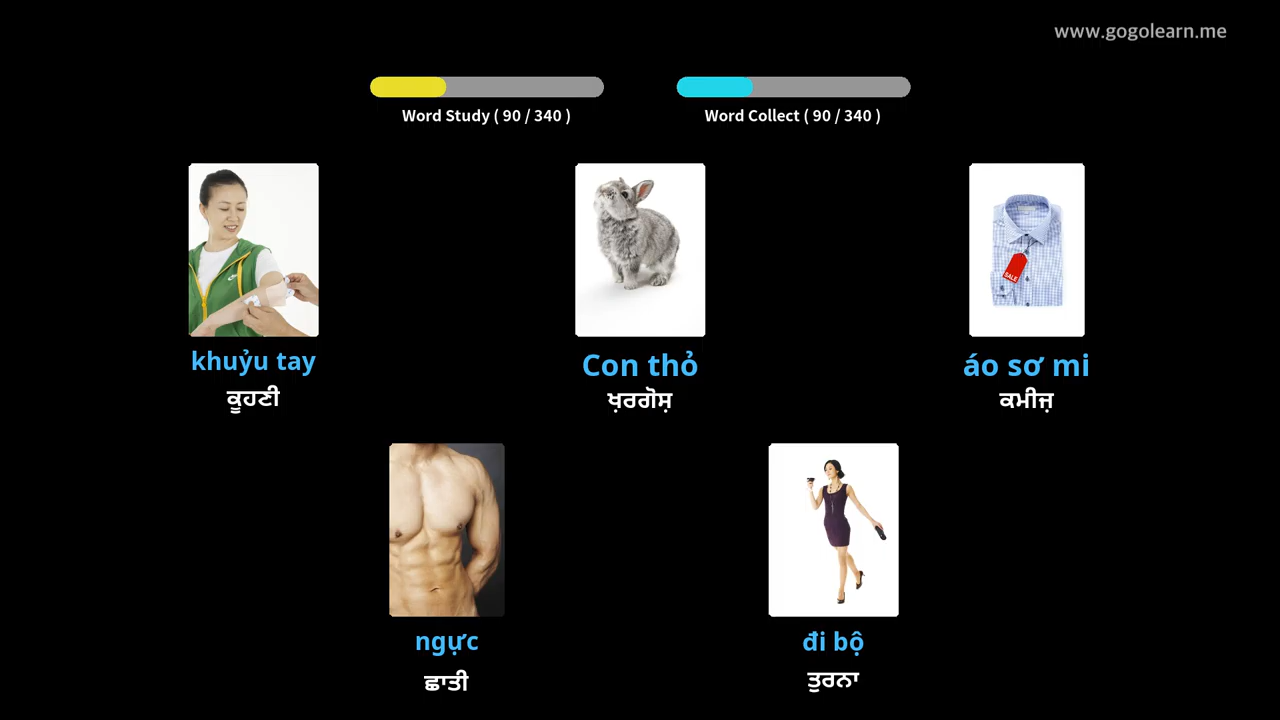 www.gogolearn.me
Word Study ( 90 / 340 )
Word Collect ( 90 / 340 )
SALE
khuỷu tay
Con thỏ
áo sơ mi
ਕੂਹਣੀ
ਖ਼ਰਗੋਸ਼
ਕਮੀਜ਼
ngực
đi bộ
ਛਾਤੀ
ਤੁਰਨਾ